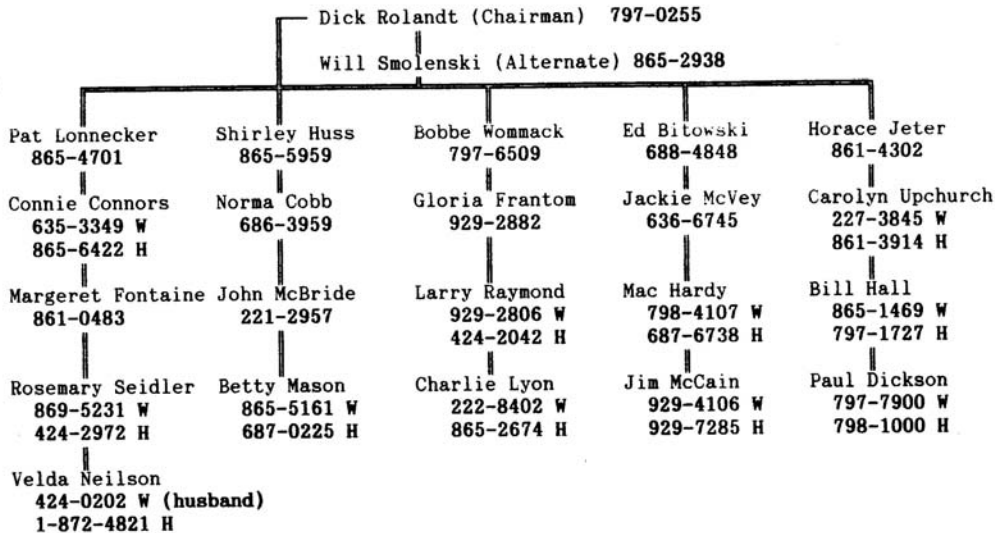 Dick Rolandt (Chairman) 797-0255
Will Smolenski (Alternate) 865-2938
Pat Lonnecker Shirley Huss Bobbe Wommack Ed Bitowski Horace Jeter
865-4701 865-5959 797-6509 688-4848 861-4302
Connie Connors Norma Cobb Gloria Frantom Jackie McVey Carolyn Upchurch
635-3349 W 686-3959 929-2882 636-6745 227-3845 W
865-6422 H 861-3914 H
Margeret Fontaine John McBride Larry Raymond Mac Hardy Bill Hall
861-0483 221-2957 929-2806 W 798-4107 W 865-1469 W
424-2042 H 687-6738 H 797-1727 H
Rosemary Seidler Betty Mason Charlie Lyon Jim McCain Paul Dickson
869-5231 W 865-5161 W 222-8402 W 929-4106 W 797-7900 W
424-2972 H 687-0225 H 865-2674 H 929-7285 H 798-1000 H
Velda Neilson
424-0202 W (husband)
1-872-4821 H